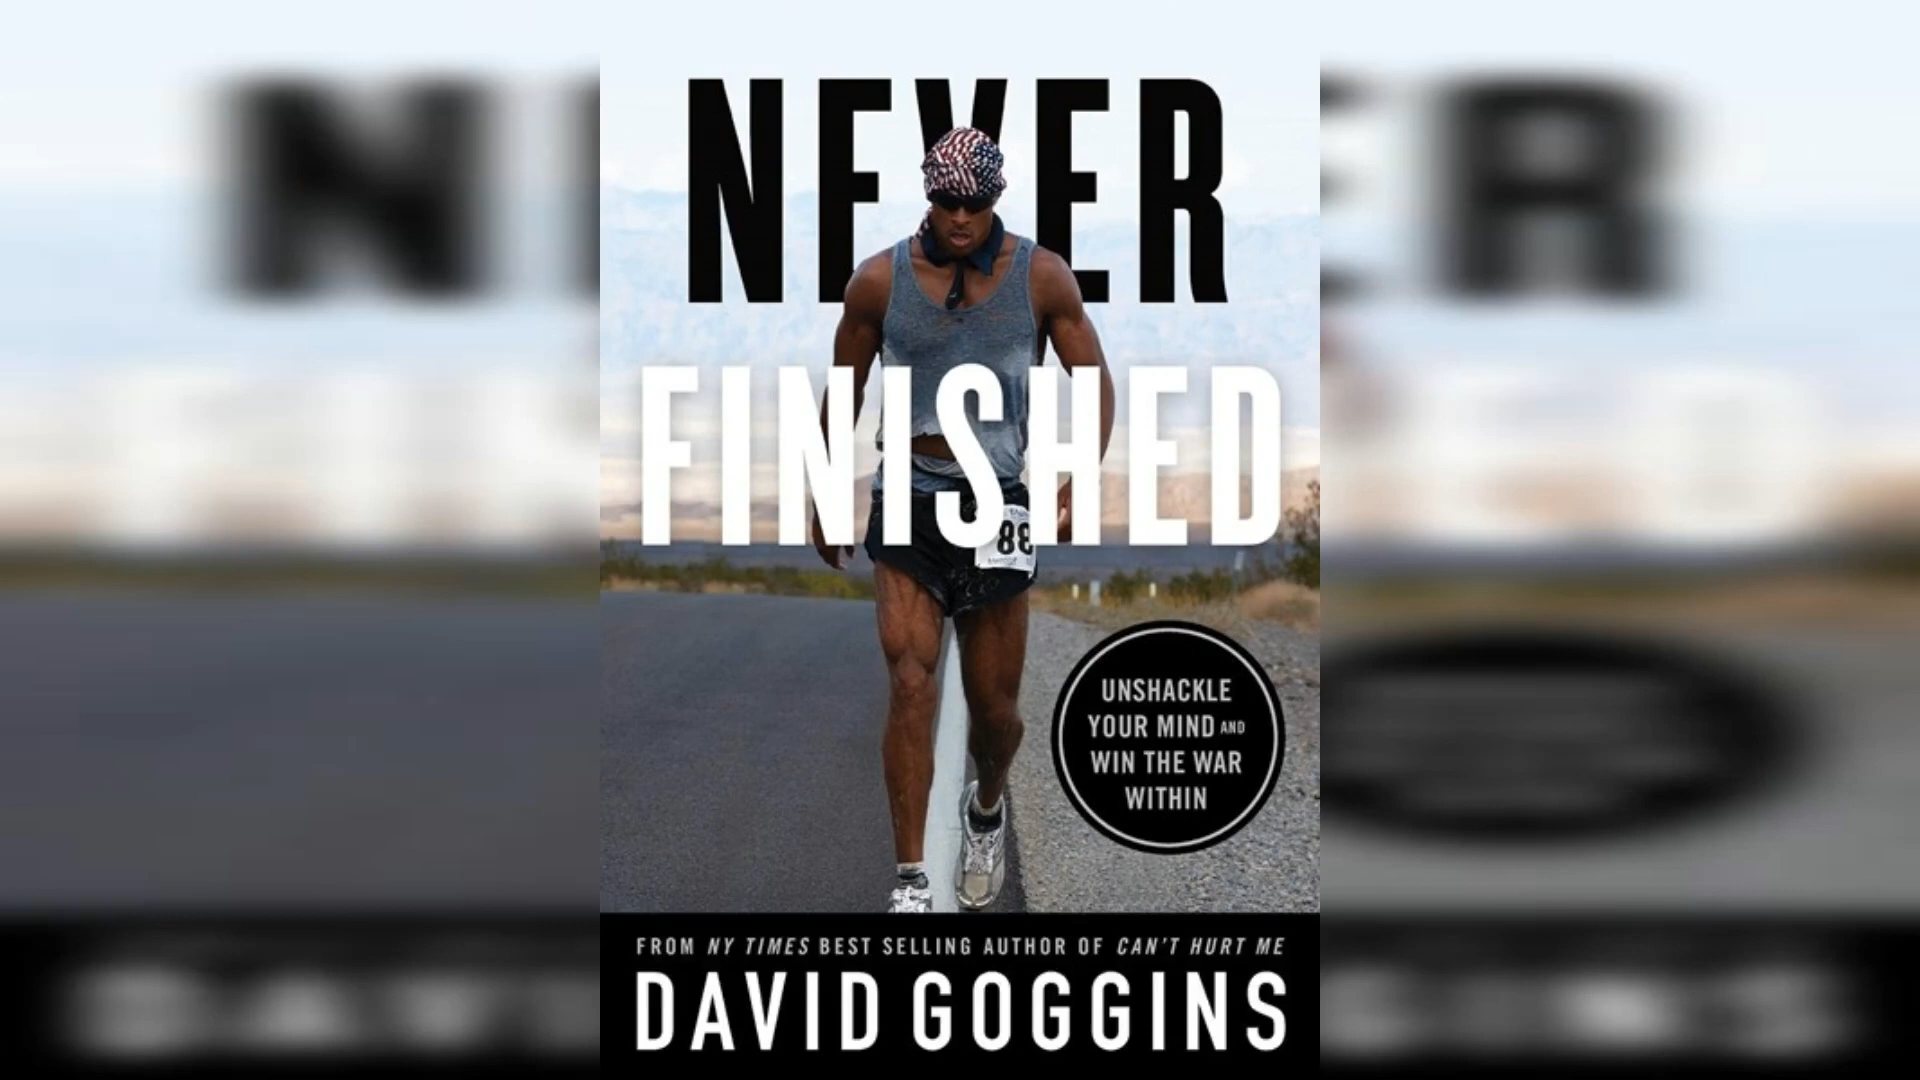 NEVER
FINISHED
88
UNSHACKLE
YOUR MIND AND
WIN THE WAR
WITHIN
FROM NY TIMES BEST SELLING AUTHOR OF CAN'T HURT ME
DAVID GOGGINS